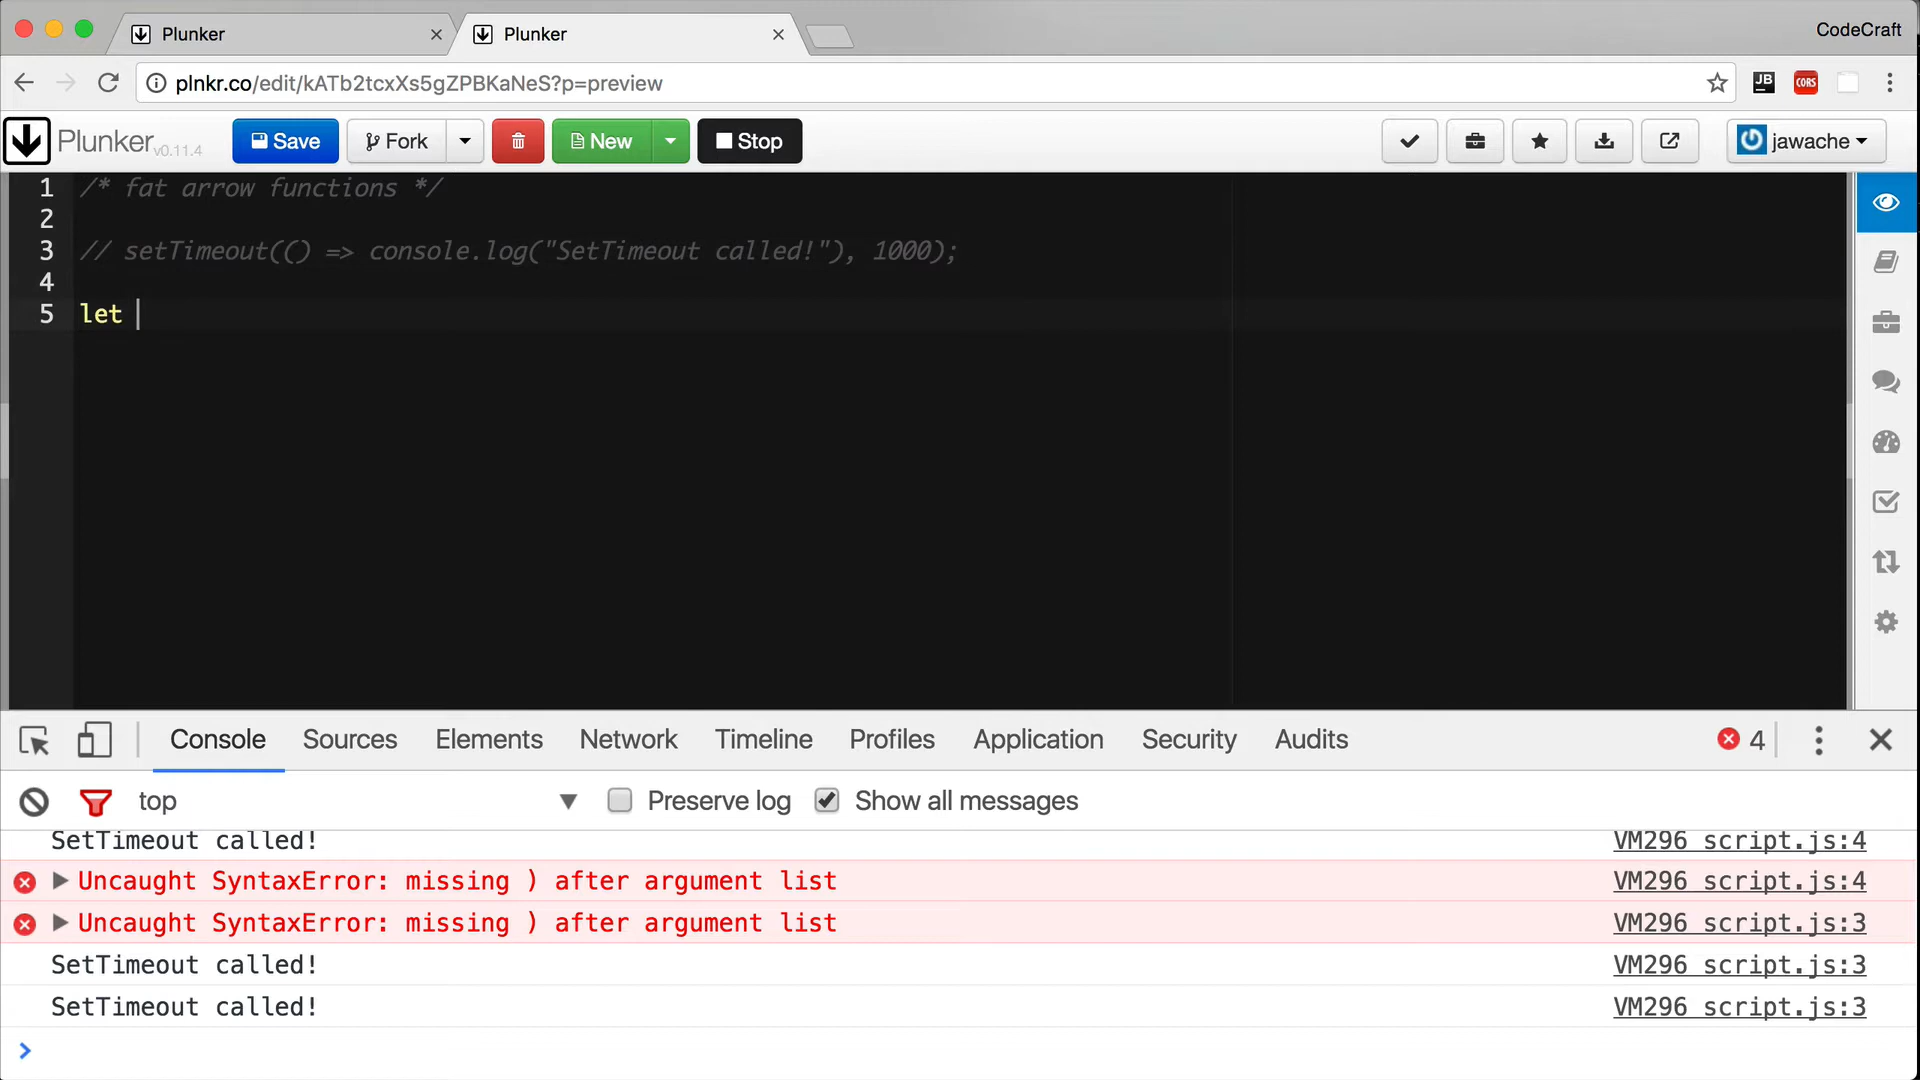 Plunker
Plunker
CodeCraft
plnkr.co/edit/kATb2tcxXs5gZPBKaNeS?p=preview
JB
CORS
Plunker v0.11.4
Save
Fork
New
Stop
jawache
1 /* fat arrow functions */
2
3 // setTimeout(() => console.log("SetTimeout called!"), 1000);
4
5 let
Console Sources Elements Network Timeline Profiles Application Security Audits
4
top
Preserve log
Show all messages
SetTimeout called! VM296 script.js:4
Uncaught SyntaxError: missing ) after argument list VM296 script.js:4
Uncaught SyntaxError: missing ) after argument list VM296 script.js:3
SetTimeout called! VM296 script.js:3
SetTimeout called! VM296 script.js:3